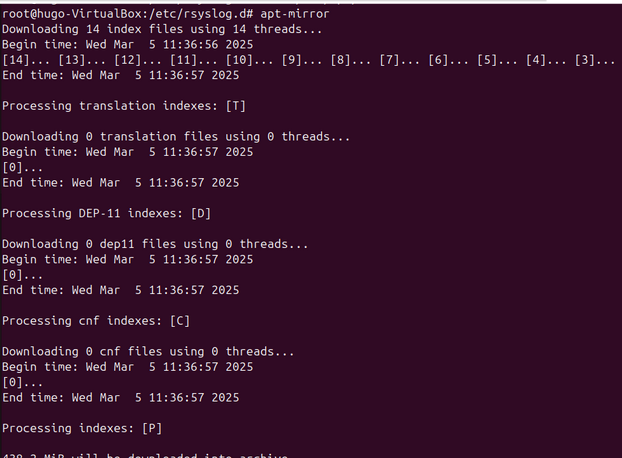 root@hugo-VirtualBox:/etc/rsyslog.d# apt-mirror
Downloading 14 index files using 14 threads...
Begin time: Wed Mar  5 11:36:56 2025
[14]... [13]... [12]... [11]... [10]... [9]... [8]... [7]... [6]... [5]... [4]... [3]...
End time: Wed Mar  5 11:36:57 2025
Processing translation indexes: [T]
Downloading 0 translation files using 0 threads...
Begin time: Wed Mar  5 11:36:57 2025
[0]...
End time: Wed Mar  5 11:36:57 2025
Processing DEP-11 indexes: [D]
Downloading 0 dep11 files using 0 threads...
Begin time: Wed Mar  5 11:36:57 2025
[0]...
End time: Wed Mar  5 11:36:57 2025
Processing cnf indexes: [C]
Downloading 0 cnf files using 0 threads...
Begin time: Wed Mar  5 11:36:57 2025
[0]...
End time: Wed Mar  5 11:36:57 2025
Processing indexes: [P]
MiB will be downloaded into archive